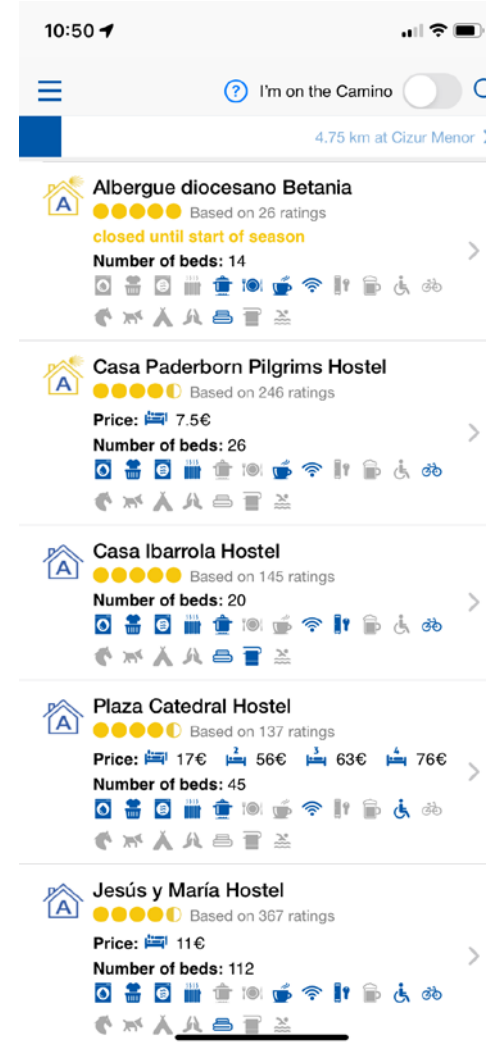 10:50
? I'm on the Camino
4.75 km at Cizur Menor
A Albergue diocesano Betania
Based on 26 ratings
closed until start of season
Number of beds: 14
A Casa Paderborn Pilgrims Hostel
Based on 246 ratings
Price: 7.5€
Number of beds: 26
A Casa Ibarrola Hostel
Based on 145 ratings
Number of beds: 20
A Plaza Catedral Hostel
Based on 137 ratings
Price: 17€ 2 56€ 3 63€ 4 76€
Number of beds: 45
A Jesús y María Hostel
Based on 367 ratings
Price: 11€
Number of beds: 112